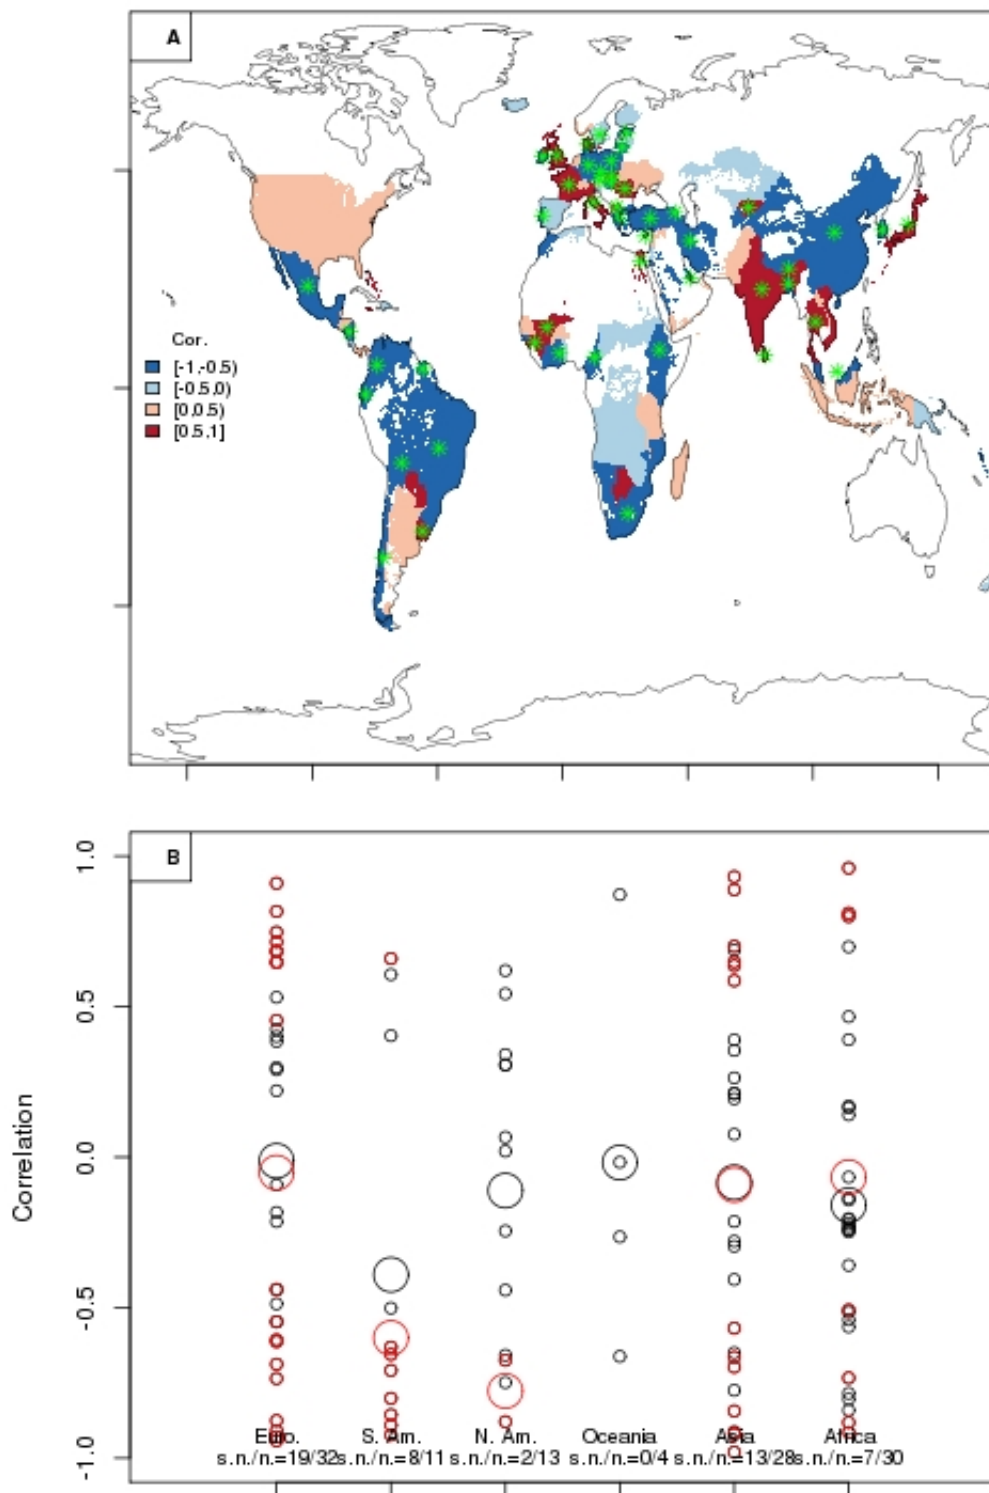 A
Cor.
[-1,-0.5)
[-0.5,0)
[0,0.5)
[0.5,1]
B
1.0
0.5
0.0
-0.5
-1.0
Correlation
Euro. S. Am. N. Am. Oceania Asia Africa
s.n./n.=19/32 s.n./n.=8/11 s.n./n.=2/13 s.n./n.=0/4 s.n./n.=13/28 s.n./n.=7/30